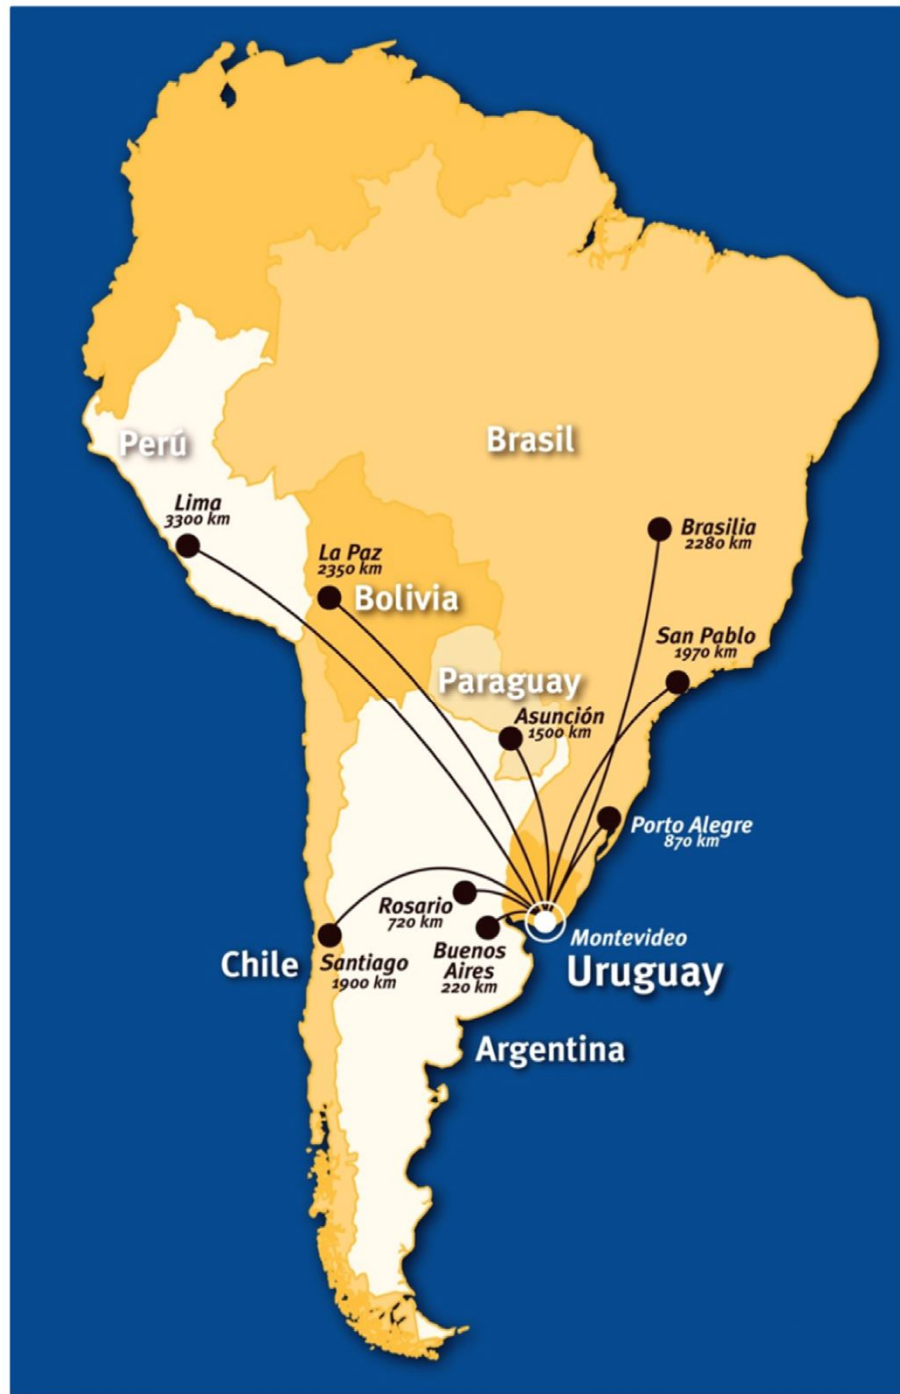 Perú
Brasil
Lima
3300 km
Brasilia
2280 km
La Paz
2350 km
Bolivia
San Pablo
1970 km
Paraguay
Asunción
1500 km
Porto Alegre
870 km
Rosario
720 km
Montevideo
Uruguay
Buenos
Aires
220 km
Chile
Santiago
1900 km
Argentina